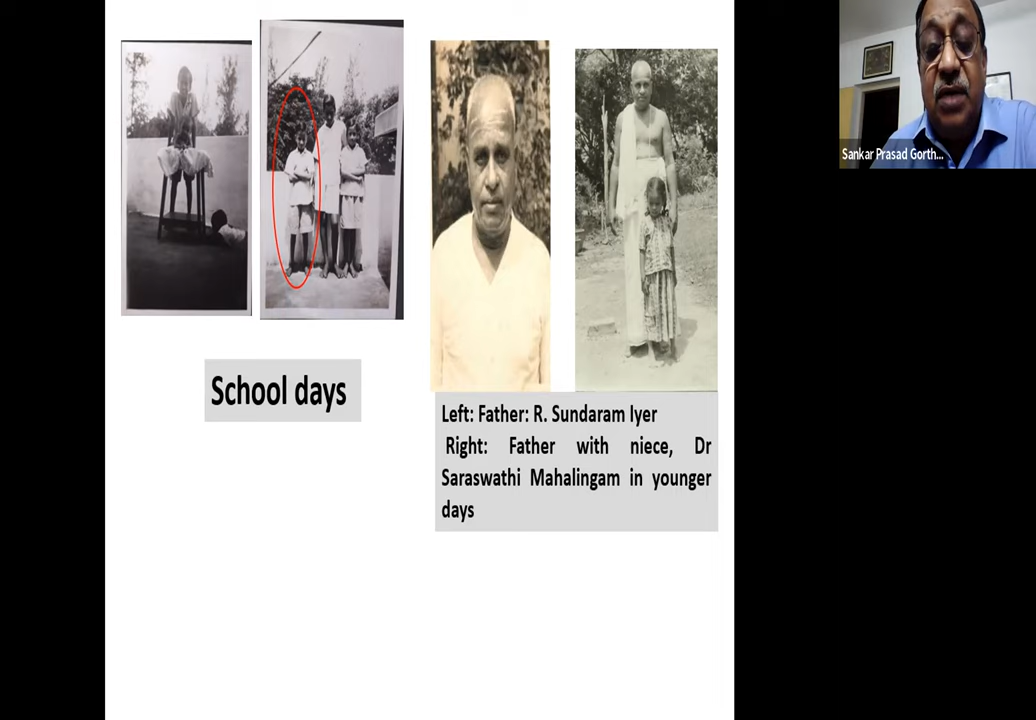 Sankar Prasad Gorth...
School days
Left: Father: R. Sundaram Iyer
Right: Father with niece, Dr
Saraswathi Mahalingam in younger
days